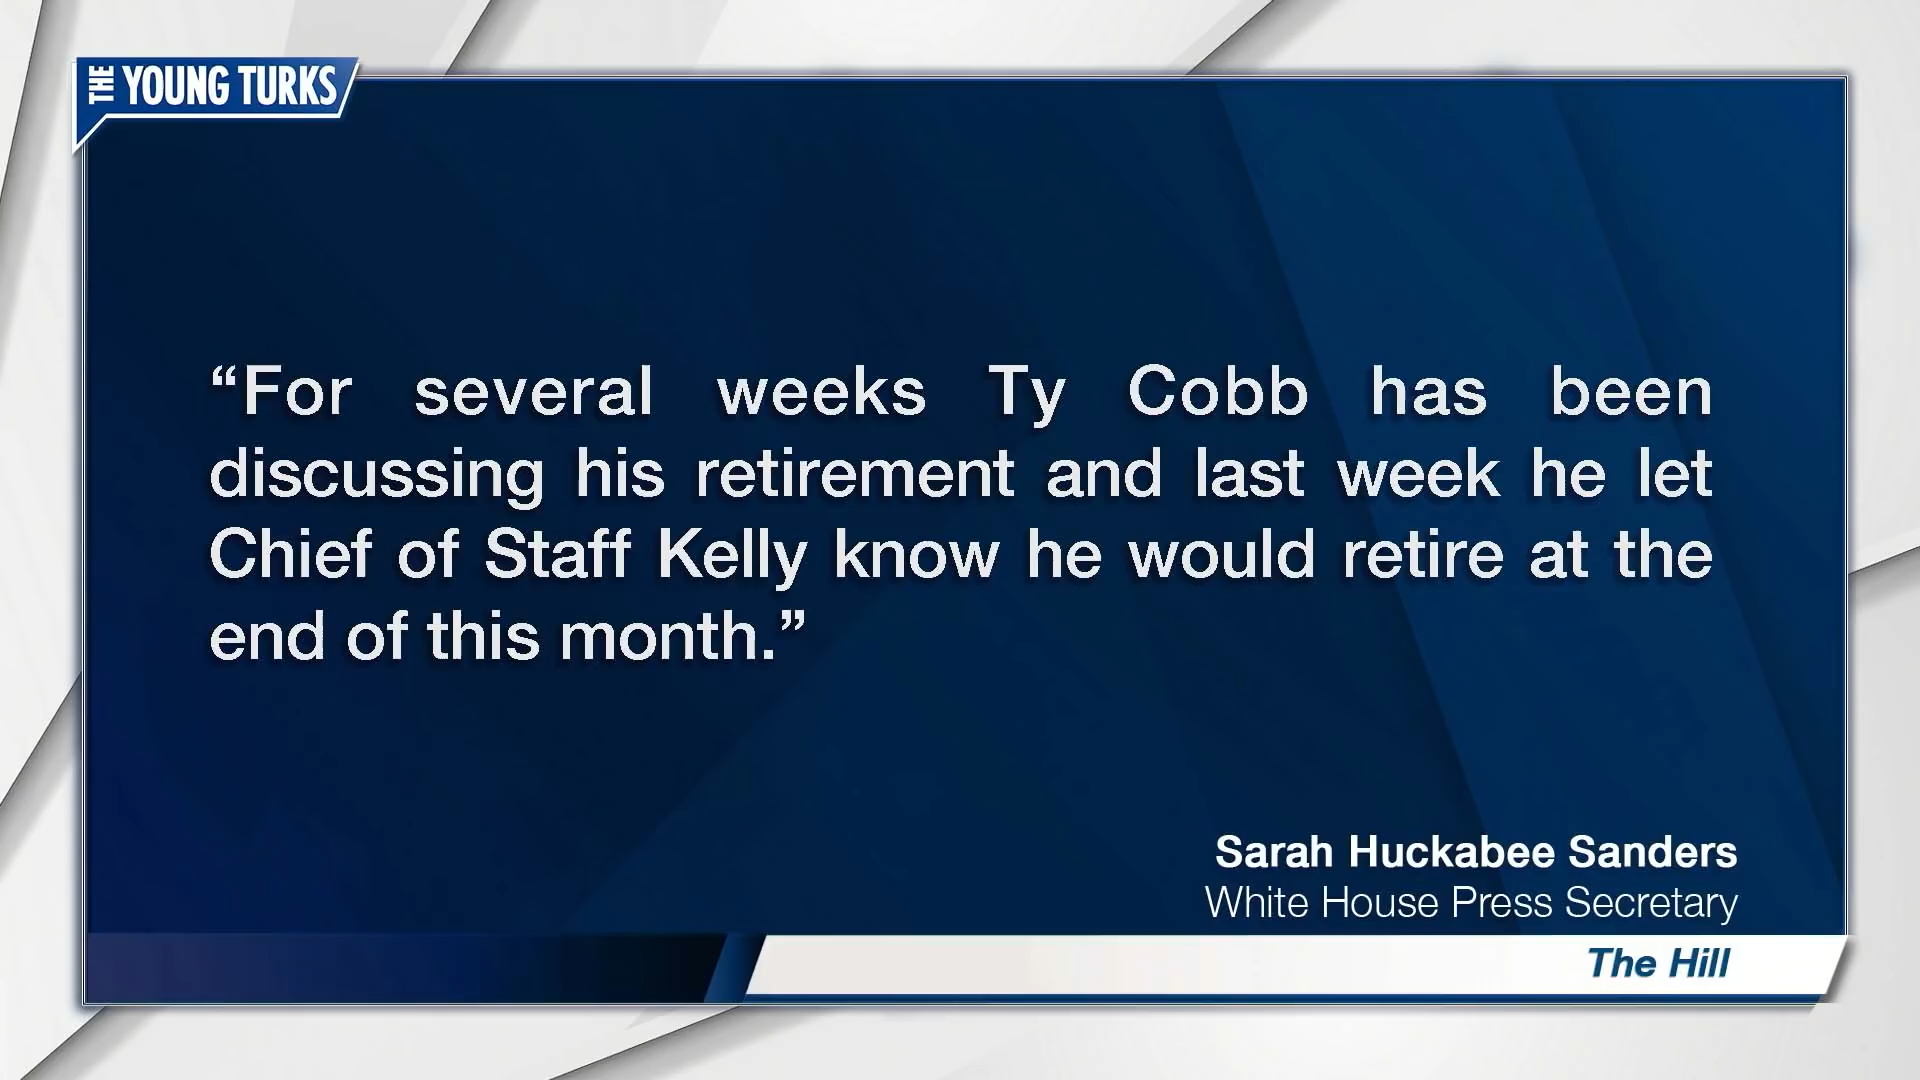 THE YOUNG TURKS
“For several weeks Ty Cobb has been
discussing his retirement and last week he let
Chief of Staff Kelly know he would retire at the
end of this month.”
Sarah Huckabee Sanders
White House Press Secretary
The Hill